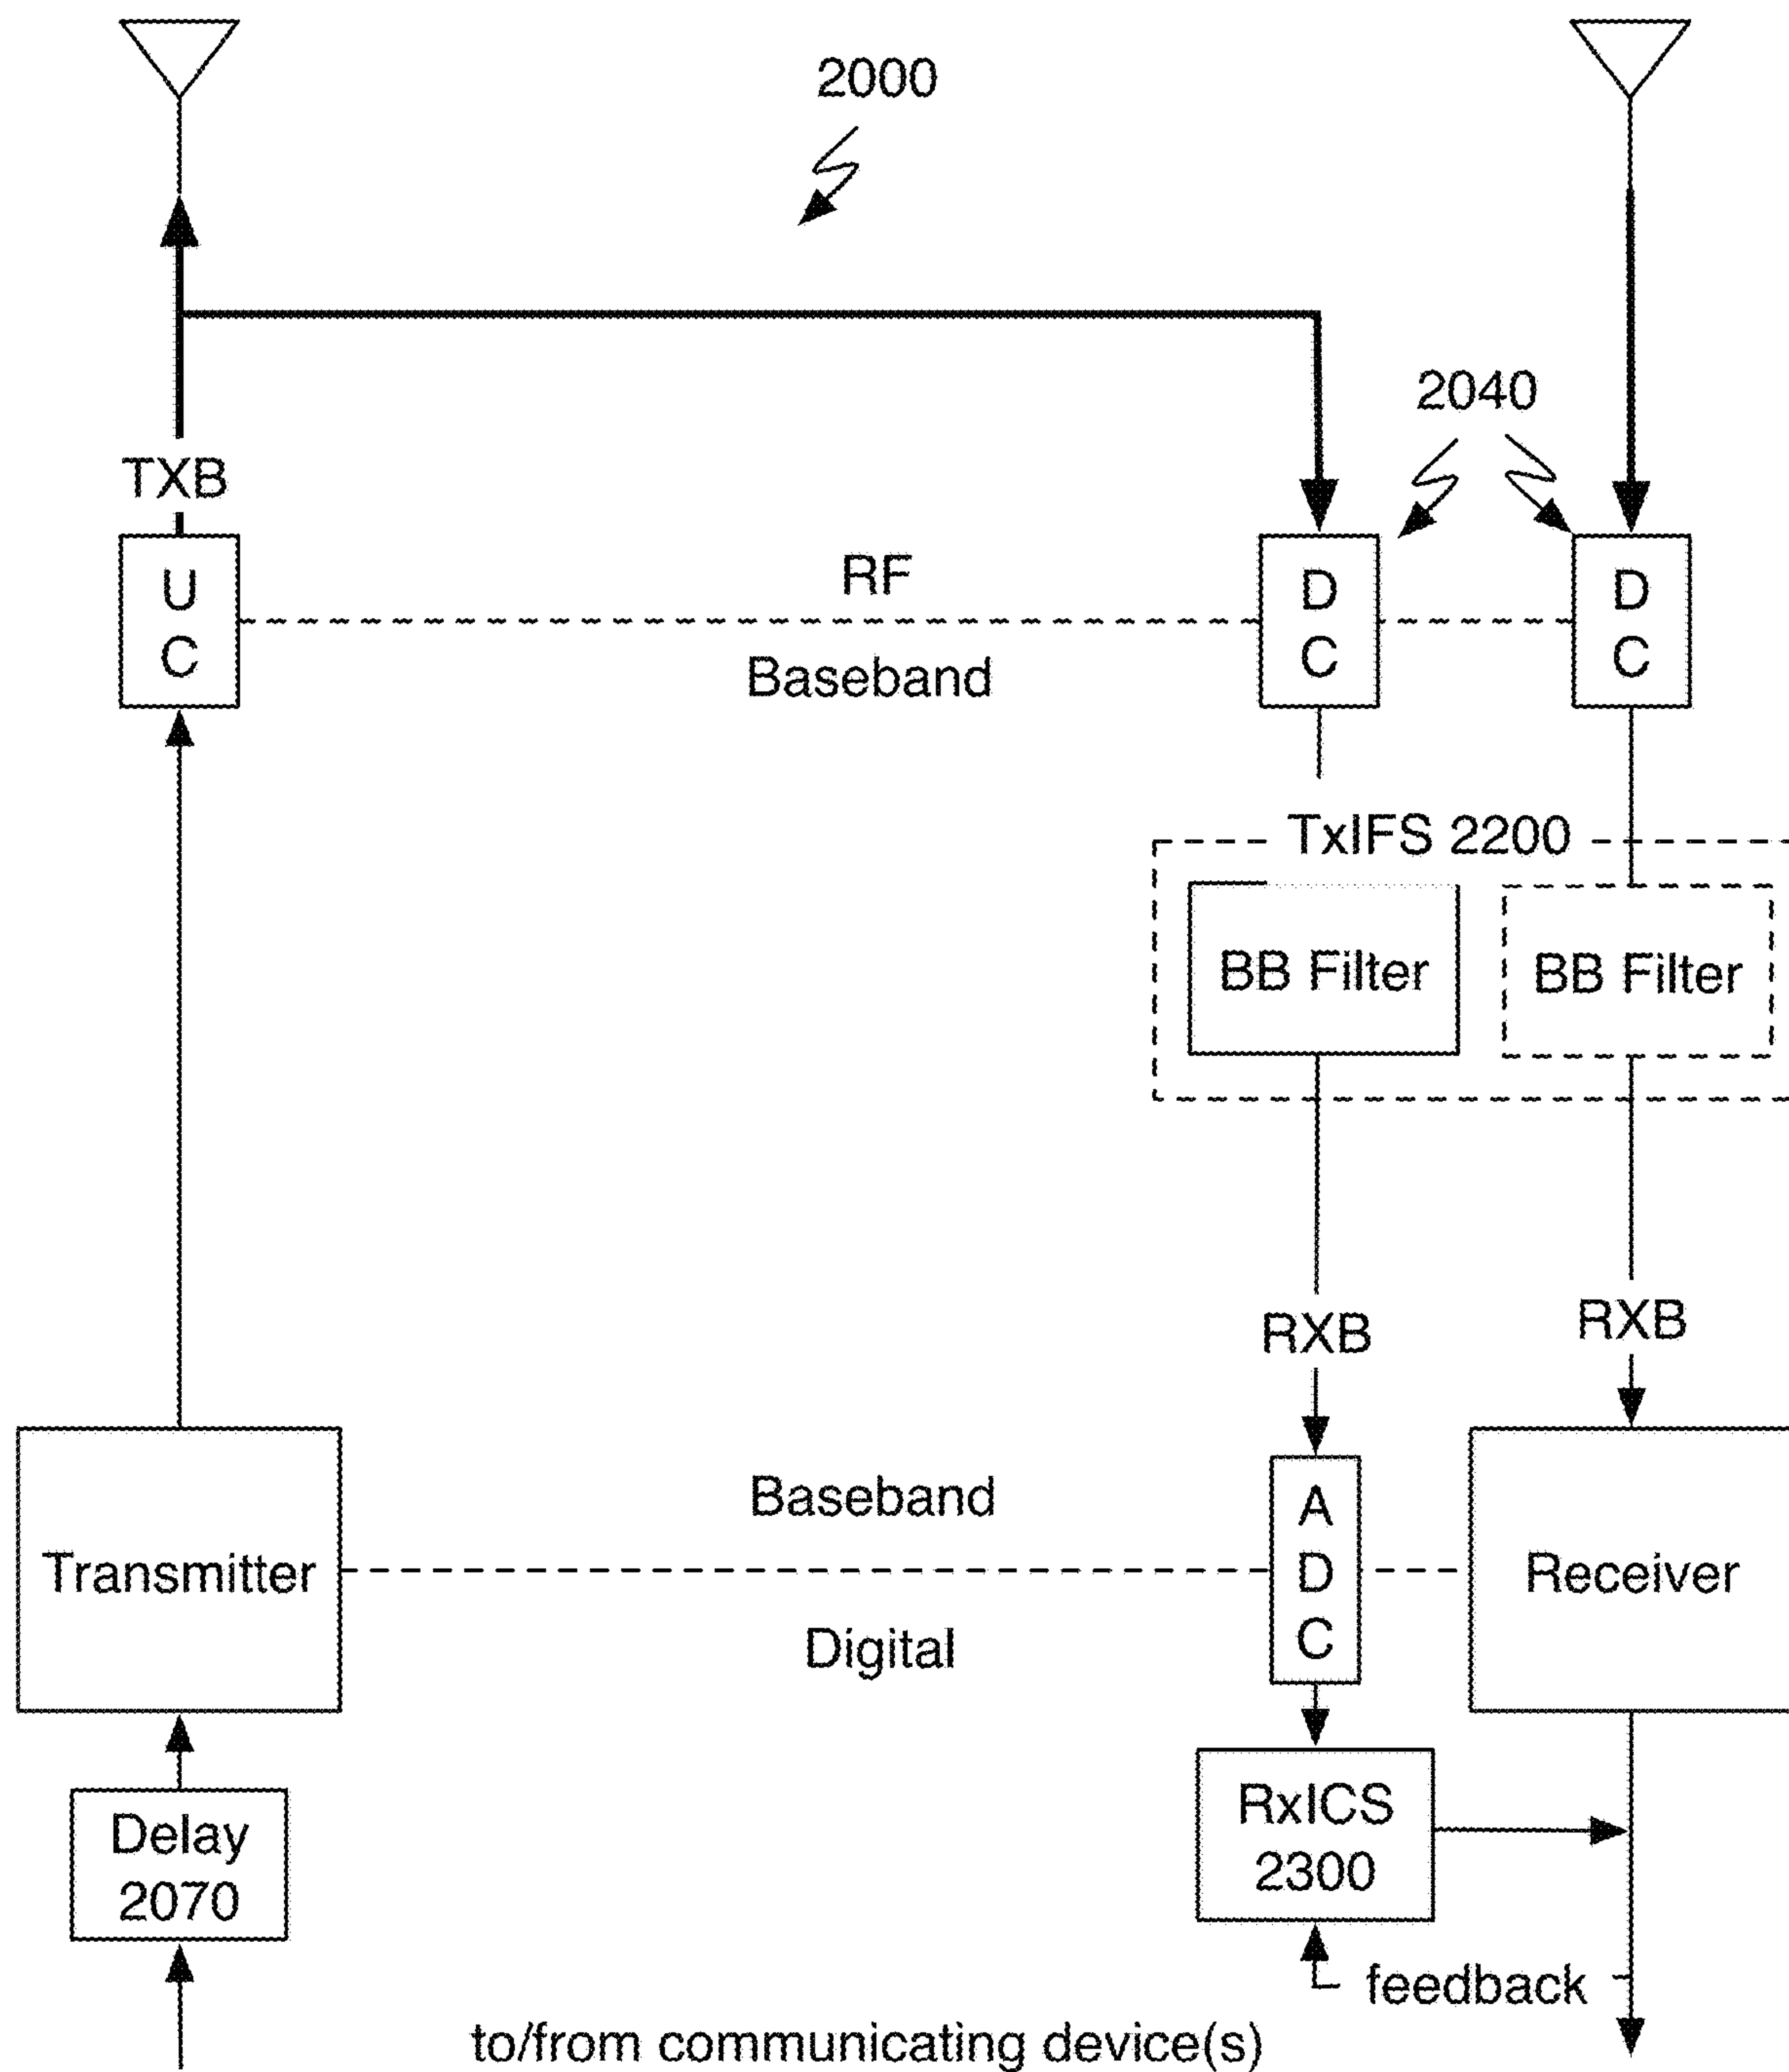 2000
2040
TXB
U
C
RF
Baseband
D
C
D
C
TxIFS 2200
BB Filter
BB Filter
RXB
RXB
Transmitter
Baseband
Digital
A
D
C
Receiver
Delay
2070
RxICS
2300
feedback
to/from communicating device(s)